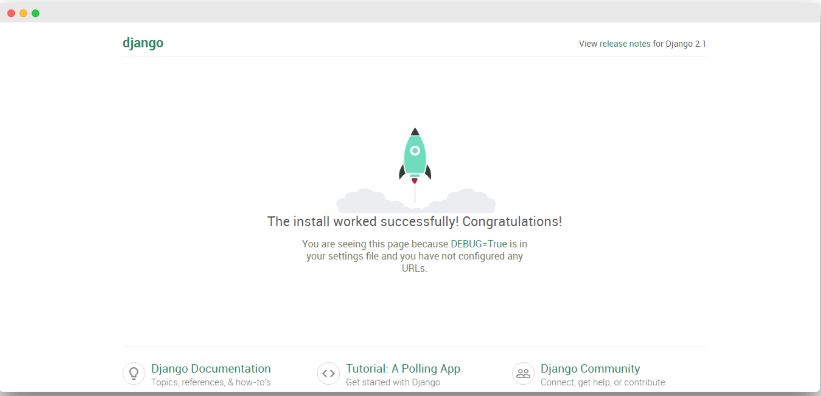 django
View release notes for Django 2.1
The install worked successfully! Congratulations!
You are seeing this page because DEBUG=True is in
your settings file and you have not configured any
URLs.
Django Documentation
Topics, references, & how-to's
Tutorial: A Polling App
Get started with Django
Django Community
Connect, get help, or contribute